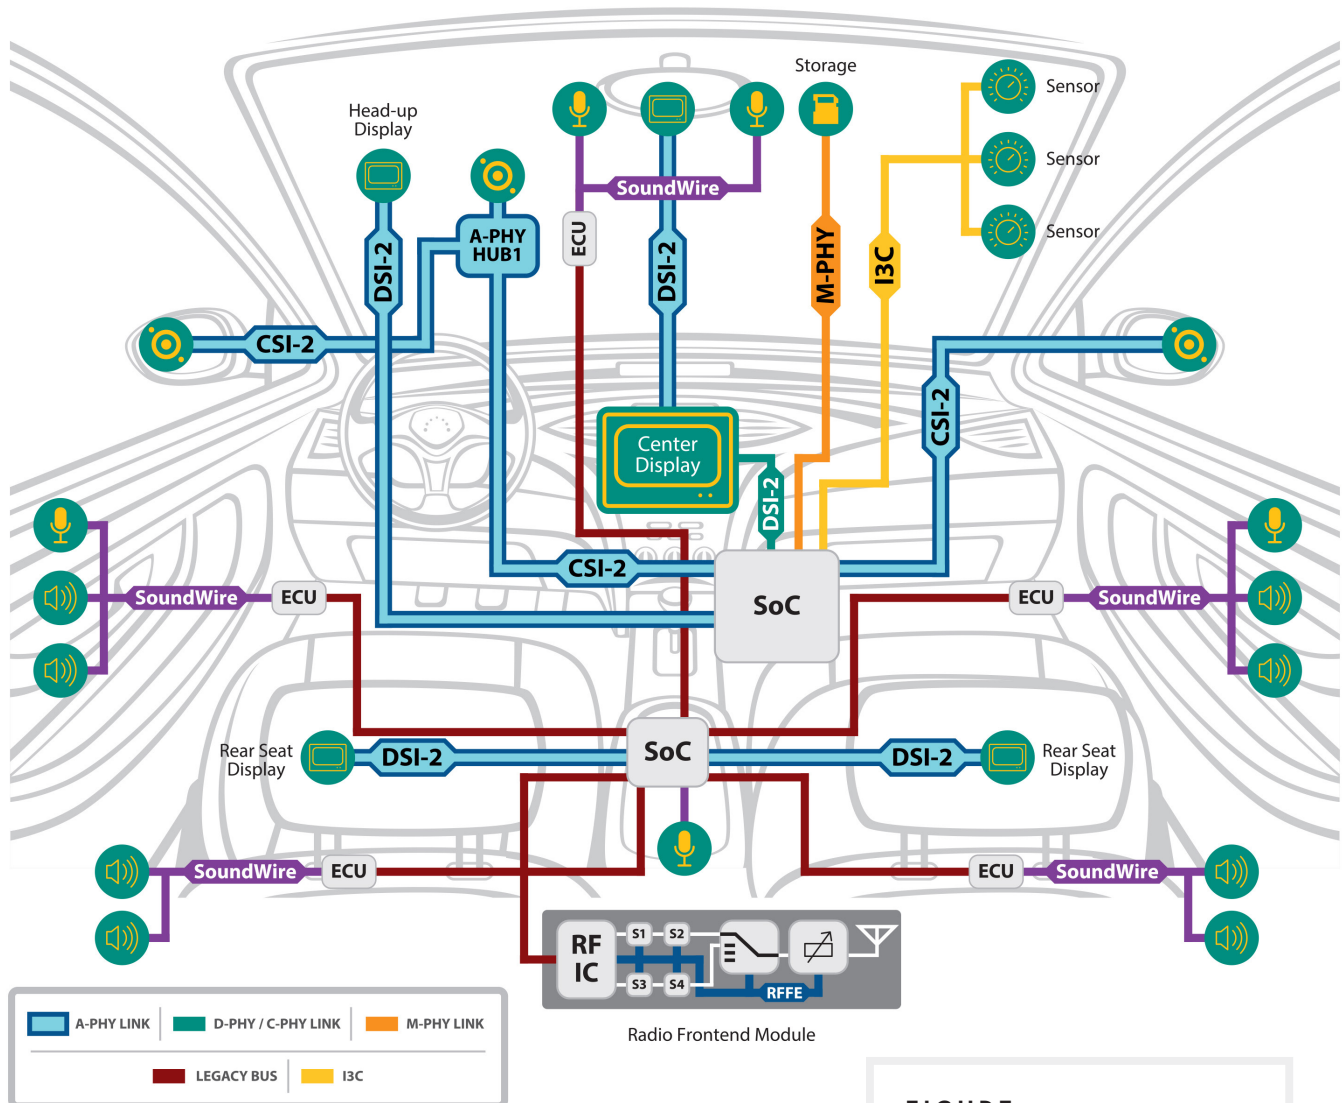 Storage
Sensor
Head-up
Display
Sensor
SoundWire
Sensor
ECU
A-PHY
HUB1
DSI-2
DSI-2
M-PHY
I3C
CSI-2
CSI-2
Center
Display
DSI-2
CSI-2
SoC
SoundWire
ECU
ECU
SoundWire
Rear Seat
Display
DSI-2
SoC
DSI-2
Rear Seat
Display
SoundWire
ECU
ECU
SoundWire
RF
IC
S1
S2
S3
S4
RFFE
Radio Frontend Module
A-PHY LINK
D-PHY / C-PHY LINK
M-PHY LINK
LEGACY BUS
I3C